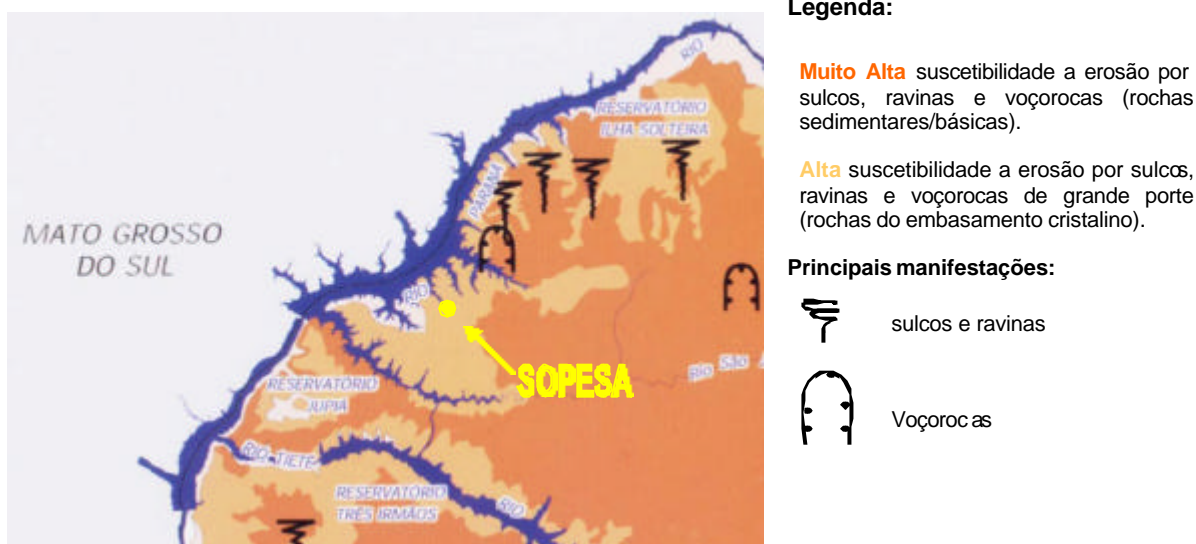 Legenda:
Muito Alta suscetibilidade a erosão por
sulcos, ravinas e voçorocas (rochas
sedimentares/básicas).
Alta suscetibilidade a erosão por sulcos,
ravinas e voçorocas de grande porte
(rochas do embasamento cristalino).
Principais manifestações:
sulcos e ravinas
Voçorocas
RIO
RESERVATÓRIO
ILHA SOLTEIRA
PARANÁ
MATO GROSSO
DO SUL
RIO
SOPESA
Rio São
RESERVATÓRIO
JUPIÁ
RIO TIETÊ
RESERVATÓRIO
TRÊS IRMÃOS
RIO